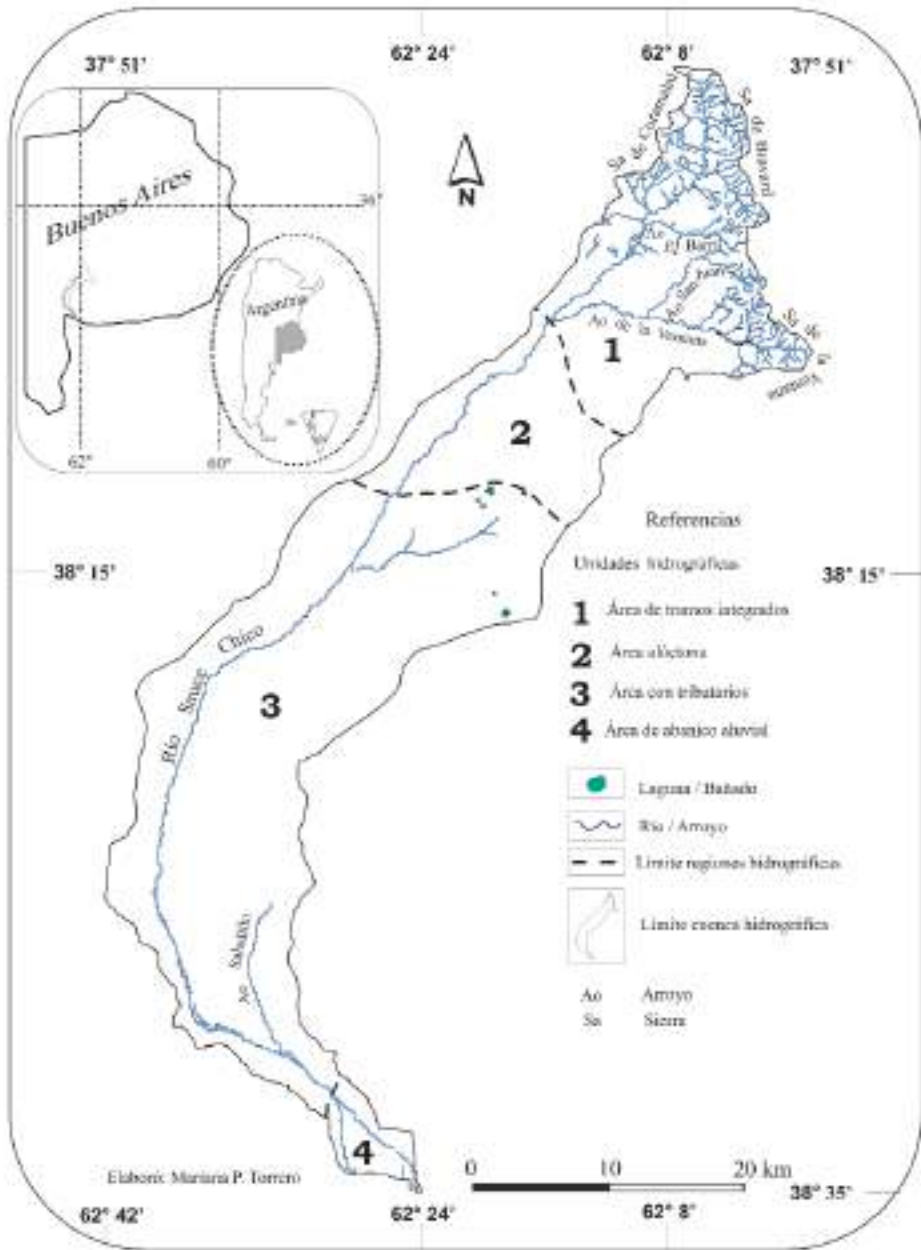 62° 24'
62° 8'
37° 51'
37° 51'
Sa de Curamalal
Sa de Bravard
N
Buenos Aires
36°
Argentina
62°
60°
Ao El Barril
Ao San Juan
Ao de la Ventana
Sa de la Ventana
1
2
3
4
Referencias
Unidades hidrográficas
38° 15'
38° 15'
1 Área de tramos integrados
2 Área alóctona
3 Área con tributarios
4 Área de abanico aluvial
Laguna / Bañado
Río / Arroyo
Límite regiones hidrográficas
Límite cuenca hidrográfica
Ao Arroyo
Sa Sierra
Río Sauce Chico
Ao Saladillo
Elaboró: Mariana P. Torrero
0 10 20 km
38° 35'
62° 42'
62° 24'
62° 8'